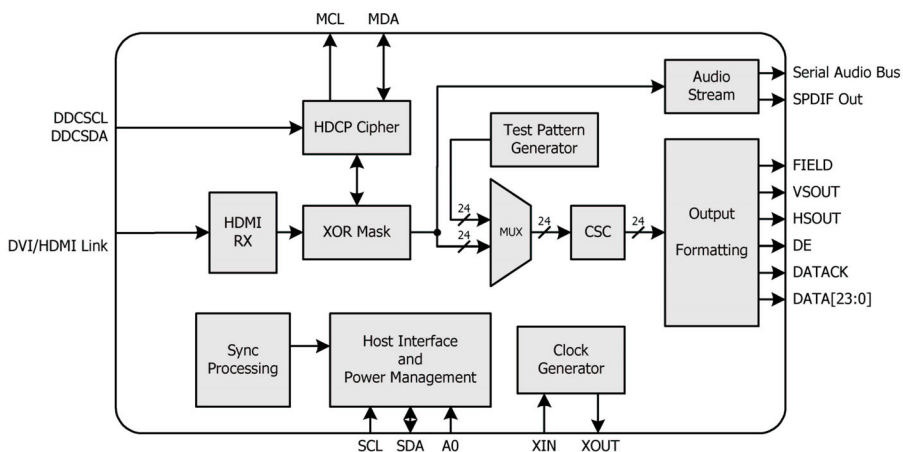 MCL
MDA
Audio
Stream
Serial Audio Bus
SPDIF Out
DDCSCL
DDCSDA
HDCP Cipher
Test Pattern
Generator
FIELD
VSOUT
HSOUT
DE
DATACK
DATA[23:0]
Output
Formatting
DVI/HDMI Link
HDMI
RX
XOR Mask
24
24
MUX
24
CSC
24
Sync
Processing
Host Interface
and
Power Management
Clock
Generator
SCL
SDA
A0
XIN
XOUT